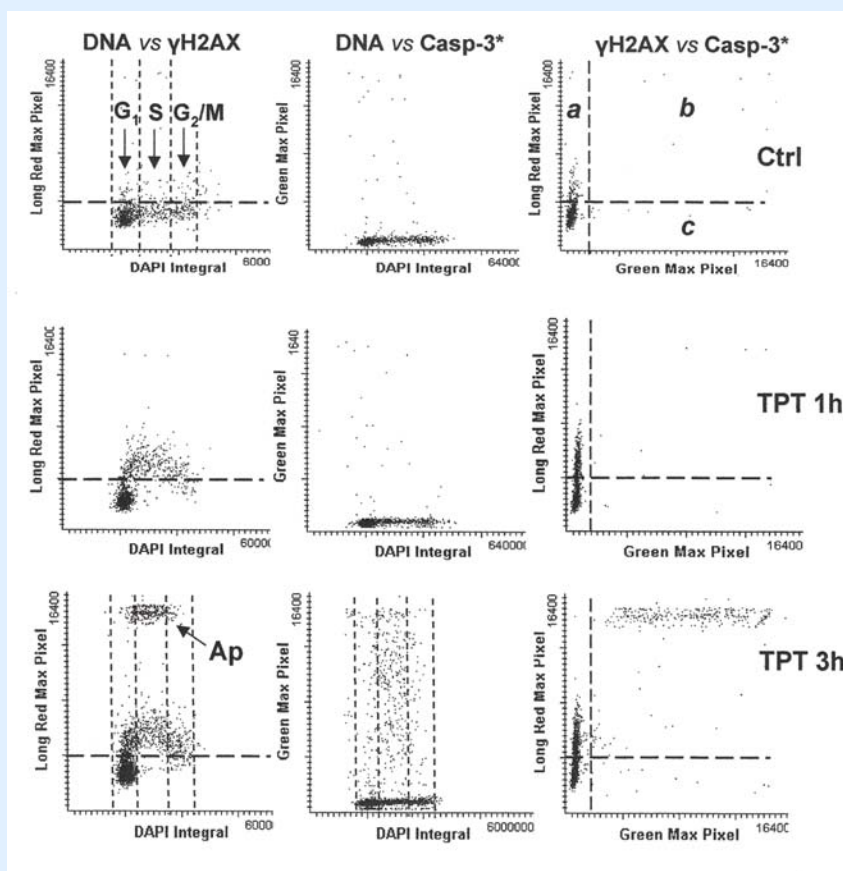 DNA vs γH2AX
DNA vs Casp-3*
γH2AX vs Casp-3*
16400
Long Red Max Pixel
G1 S G2/M
DAPI Integral
6000
16400
Green Max Pixel
DAPI Integral
64000
16400
Long Red Max Pixel
a
b
c
Green Max Pixel
16400
Ctrl
16400
Long Red Max Pixel
DAPI Integral
60000
1640
Green Max Pixel
DAPI Integral
640000
16400
Long Red Max Pixel
Green Max Pixel
16400
TPT 1h
16400
Long Red Max Pixel
Ap
DAPI Integral
6000
16400
Green Max Pixel
DAPI Integral
6000000
16400
Long Red Max Pixel
Green Max Pixel
1640
TPT 3h